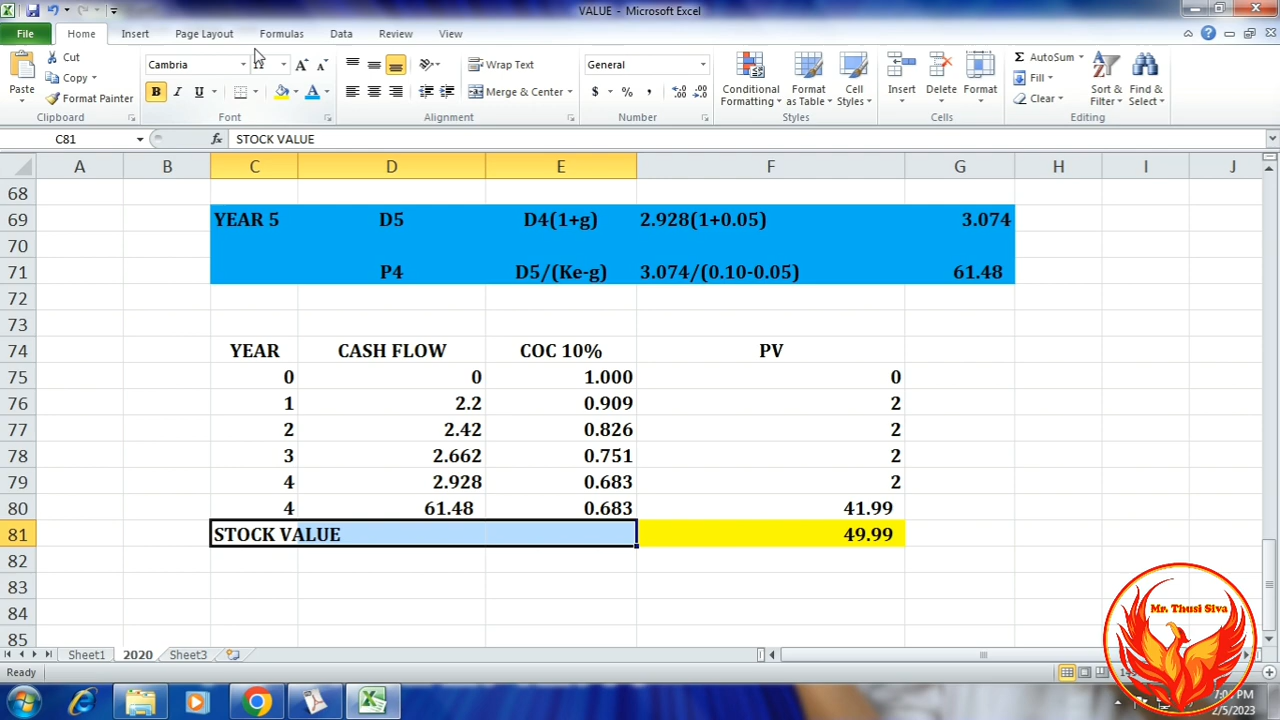 VALUE - Microsoft Excel
File Home Insert Page Layout Formulas Data Review View
Paste Cut Copy Format Painter Clipboard
Cambria B I U A Font
Wrap Text Merge & Center Alignment
General $ % , Number
Conditional Formatting Format as Table Cell Styles Styles
Insert Delete Format Cells
Σ AutoSum Fill Clear Sort & Filter Find & Select Editing
C81 fx STOCK VALUE
A B C D E F G H I J
68
69 YEAR 5 D5 D4(1+g) 2.928(1+0.05) 3.074
70
71 P4 D5/(Ke-g) 3.074/(0.10-0.05) 61.48
72
73
74 YEAR CASH FLOW COC 10% PV
75 0 0 1.000 0
76 1 2.2 0.909 2
77 2 2.42 0.826 2
78 3 2.662 0.751 2
79 4 2.928 0.683 2
80 4 61.48 0.683 41.99
81 STOCK VALUE 49.99
82
83
84
85
Mr. Thusi Siva
Sheet1 2020 Sheet3
Ready
2/5/2023